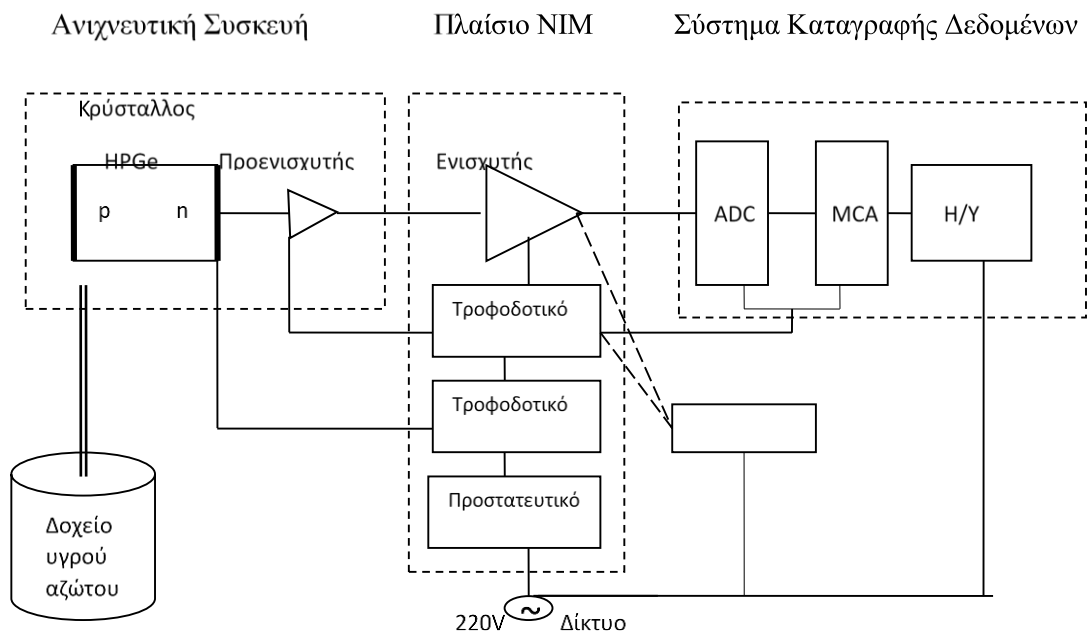 Ανιχνευτική Συσκευή
Πλαίσιο NIM
Σύστημα Καταγραφής Δεδομένων
Κρύσταλλος
HPGe
Προενισχυτής
Ενισχυτής
p
n
ADC
MCA
Η/Υ
Τροφοδοτικό
Τροφοδοτικό
Προστατευτικό
Δοχείο
υγρού
αζώτου
220V
~
Δίκτυο